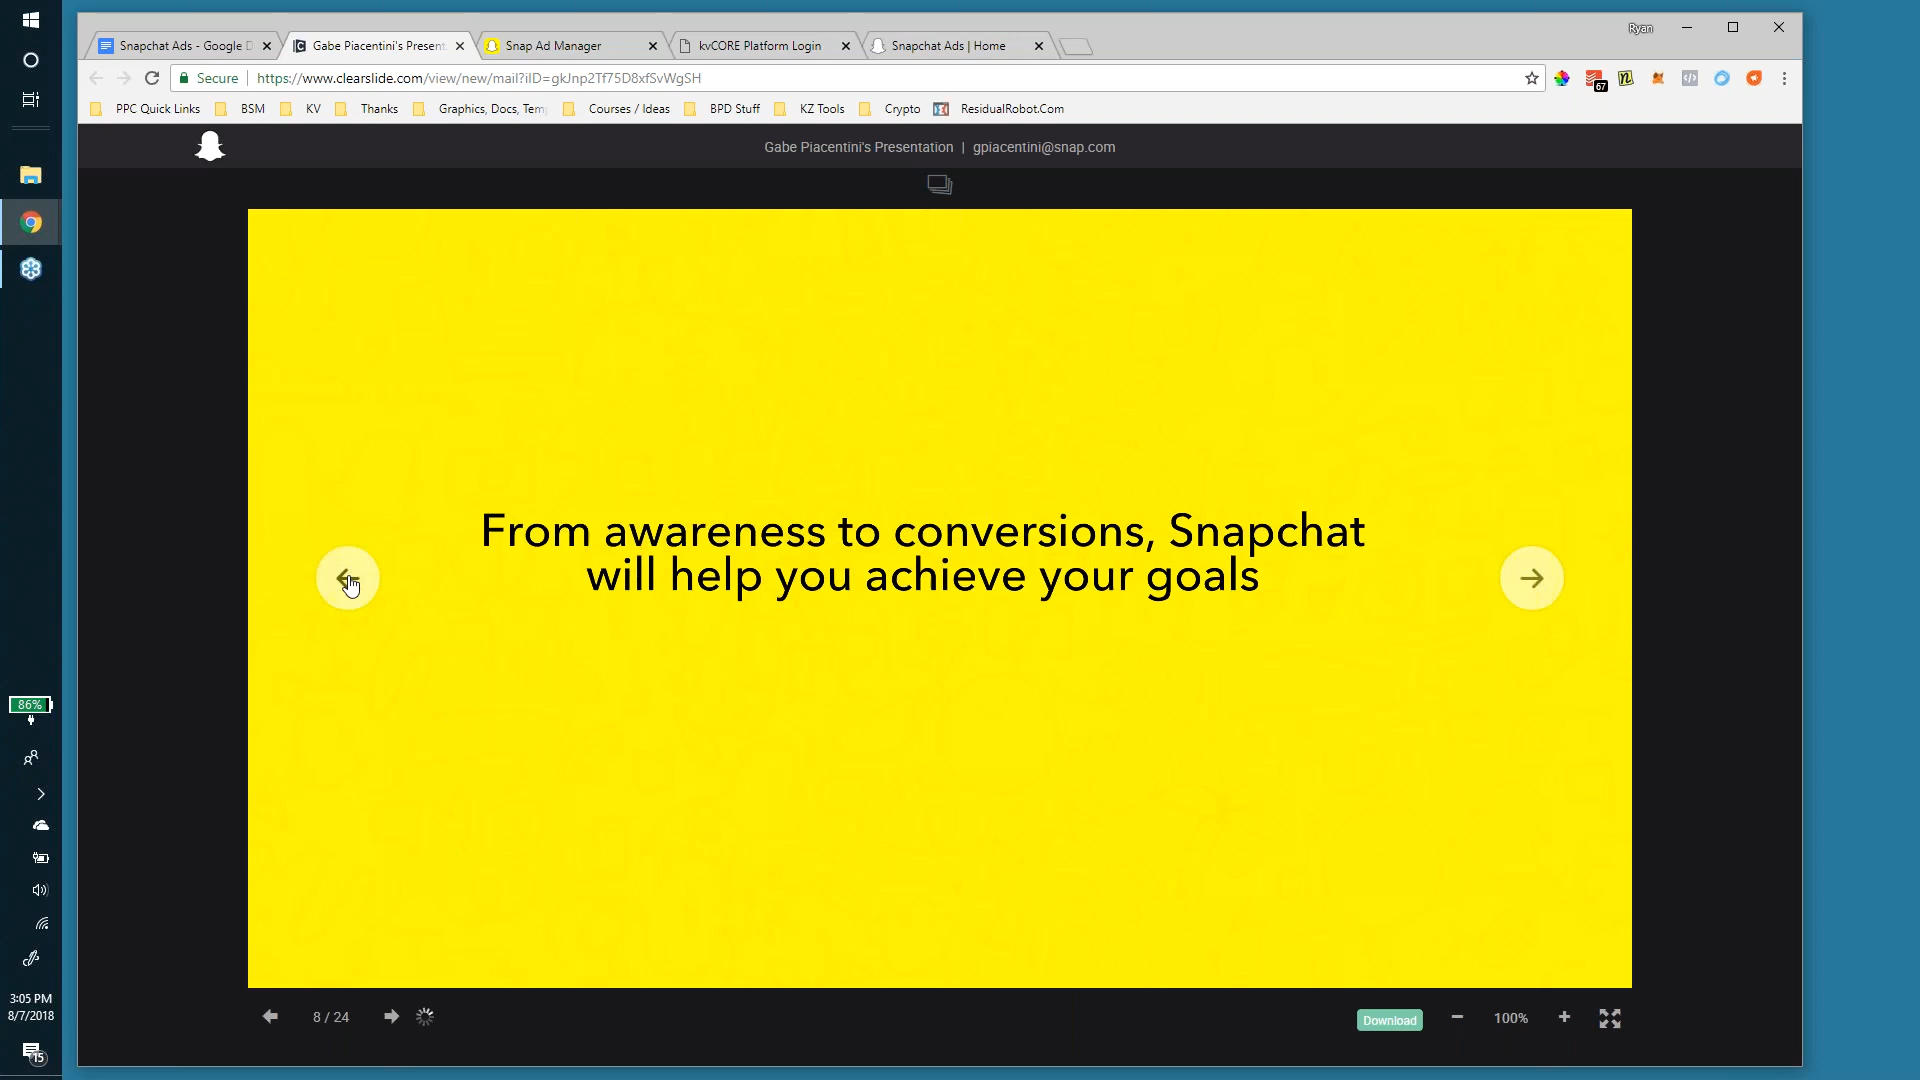 Ryan
Snapchat Ads - Google D
Gabe Piacentini's Present
Snap Ad Manager
kvCORE Platform Login
Snapchat Ads | Home
Secure
https://www.clearslide.com/view/new/mail?iID=gkJnp2Tf75D8xfSvWgSH
67
PPC Quick Links
BSM
KV
Thanks
Graphics, Docs, Tem
Courses / Ideas
BPD Stuff
KZ Tools
Crypto
ResidualRobot.Com
Gabe Piacentini's Presentation | gpiacentini@snap.com
From awareness to conversions, Snapchat
will help you achieve your goals
86%
3:05 PM
8/7/2018
15
8 / 24
Download
100%